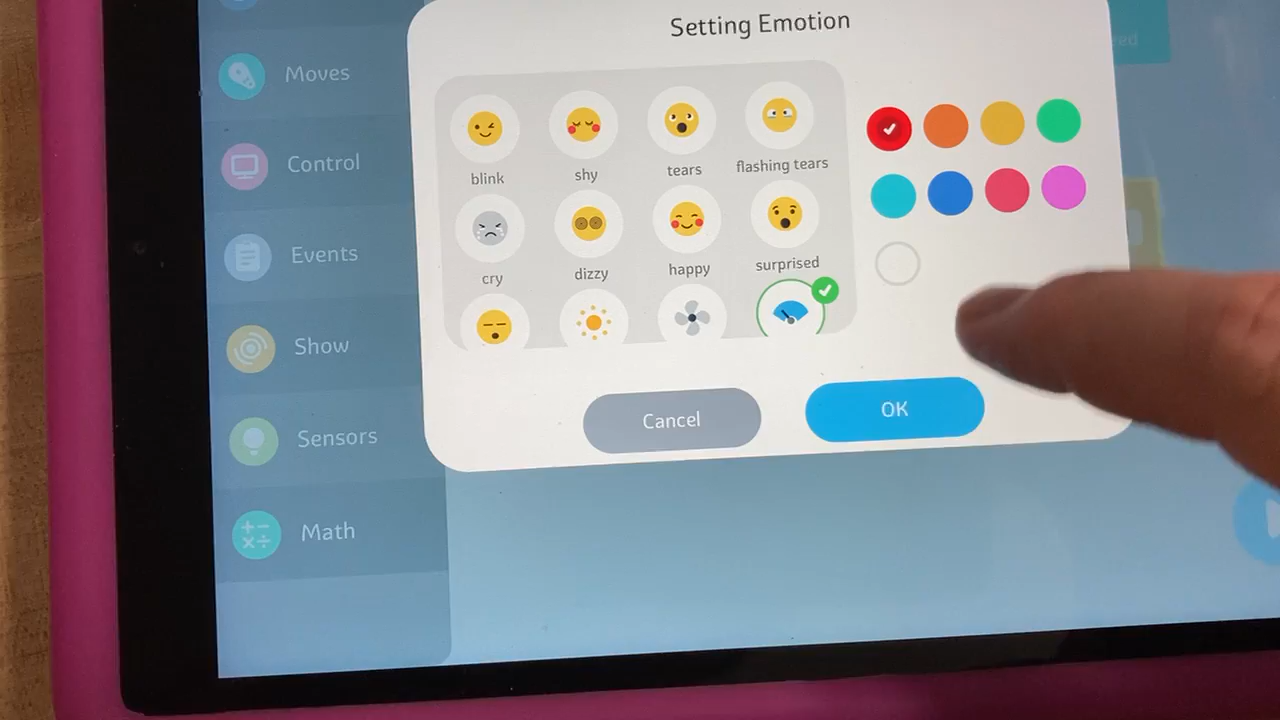 Setting Emotion
Moves
Control
Events
Show
Sensors
Math
blink
shy
tears
flashing tears
cry
dizzy
happy
surprised
Cancel
OK